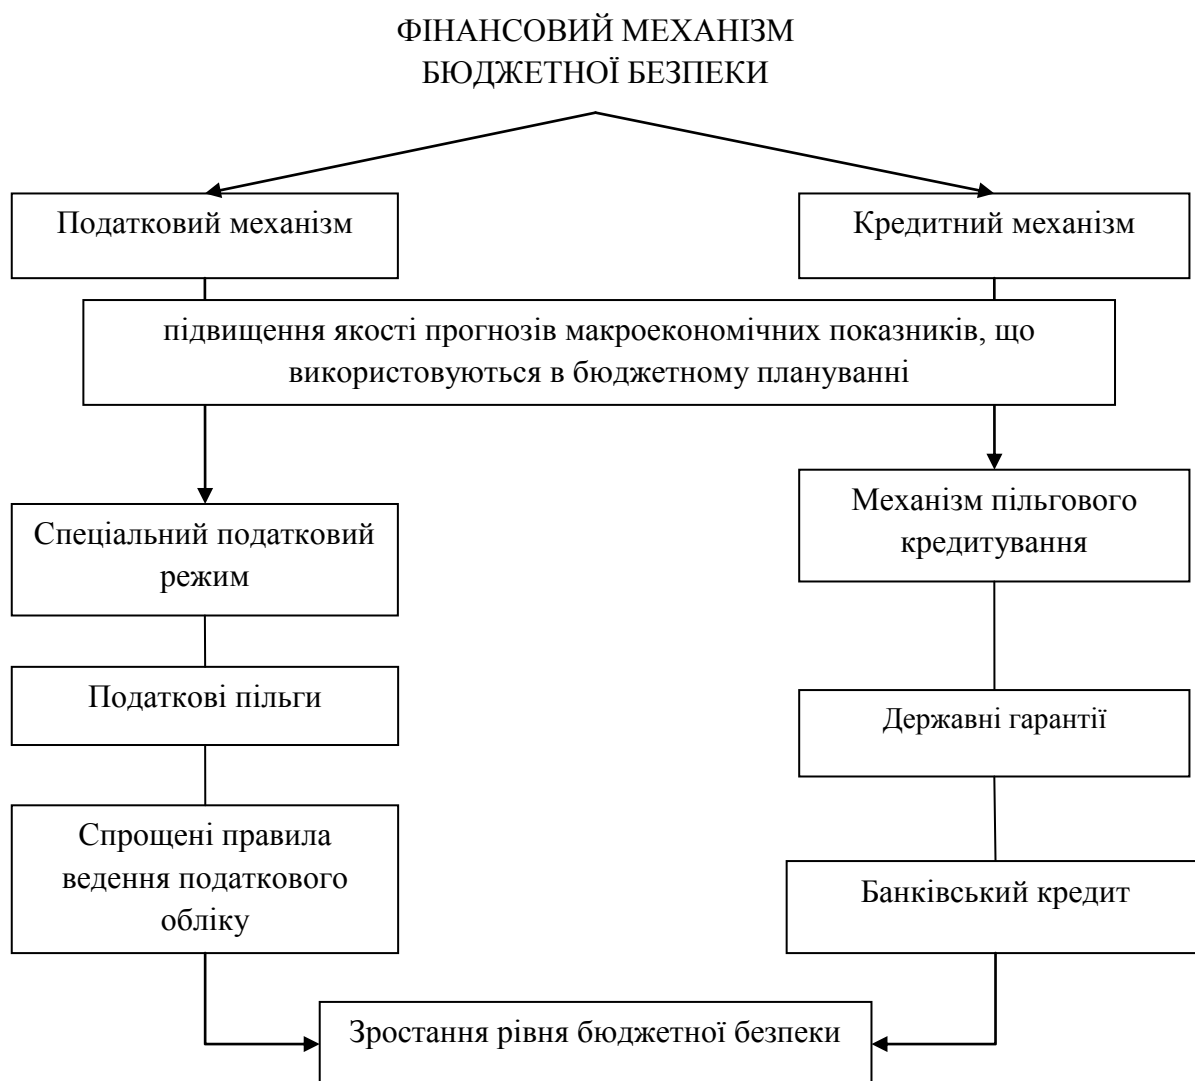 ФІНАНСОВИЙ МЕХАНІЗМ
БЮДЖЕТНОЇ БЕЗПЕКИ
Податковий механізм
Кредитний механізм
підвищення якості прогнозів макроекономічних показників, що
використовуються в бюджетному плануванні
Спеціальний податковий
режим
Механізм пільгового
кредитування
Податкові пільги
Державні гарантії
Спрощені правила
ведення податкового
обліку
Банківський кредит
Зростання рівня бюджетної безпеки